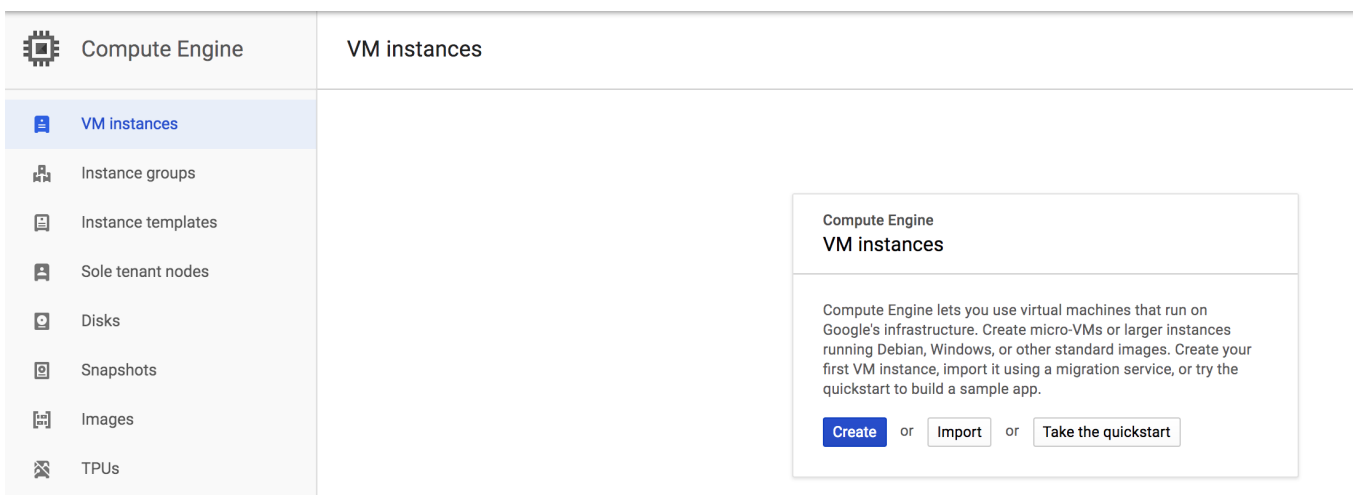 Compute Engine
VM instances
VM instances
Instance groups
Instance templates
Sole tenant nodes
Disks
Snapshots
Images
TPUs
Compute Engine
VM instances
Compute Engine lets you use virtual machines that run on
Google's infrastructure. Create micro-VMs or larger instances
running Debian, Windows, or other standard images. Create your
first VM instance, import it using a migration service, or try the
quickstart to build a sample app.
Create or Import or Take the quickstart